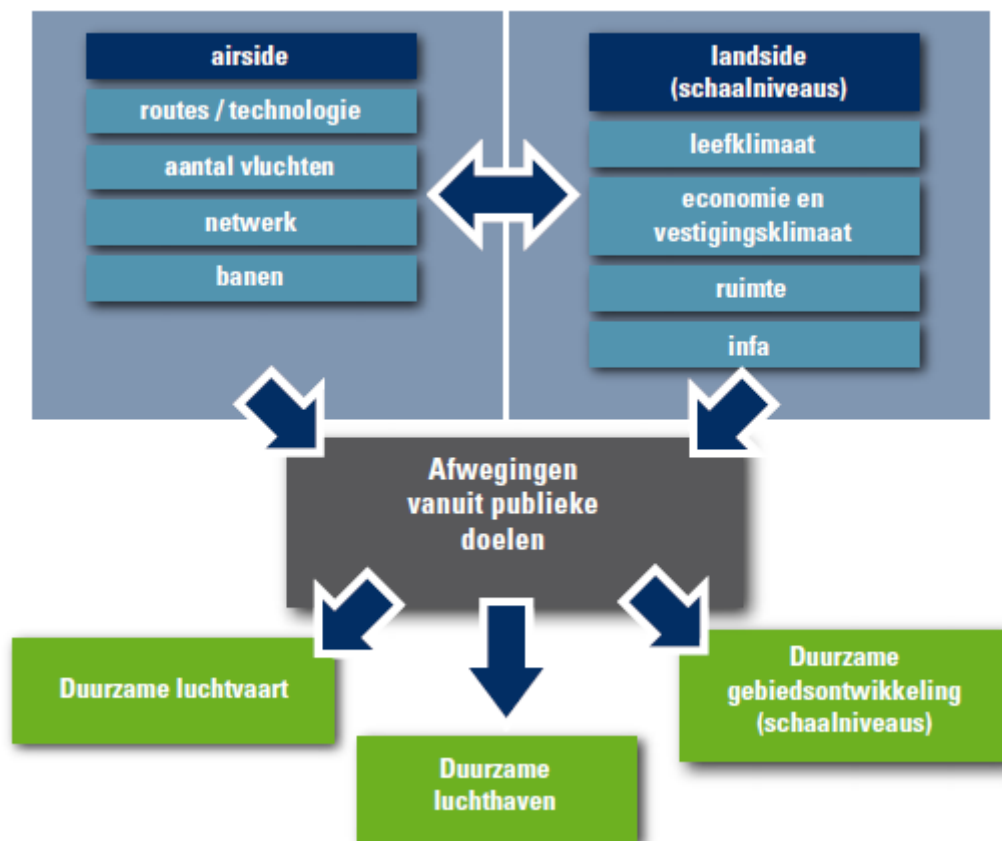 airside
routes / technologie
aantal vluchten
netwerk
banen
landside
(schaalniveaus)
leefklimaat
economie en
vestigingsklimaat
ruimte
infa
Afwegingen
vanuit publieke
doelen
Duurzame luchtvaart
Duurzame
luchthaven
Duurzame
gebiedsontwikkeling
(schaalniveaus)